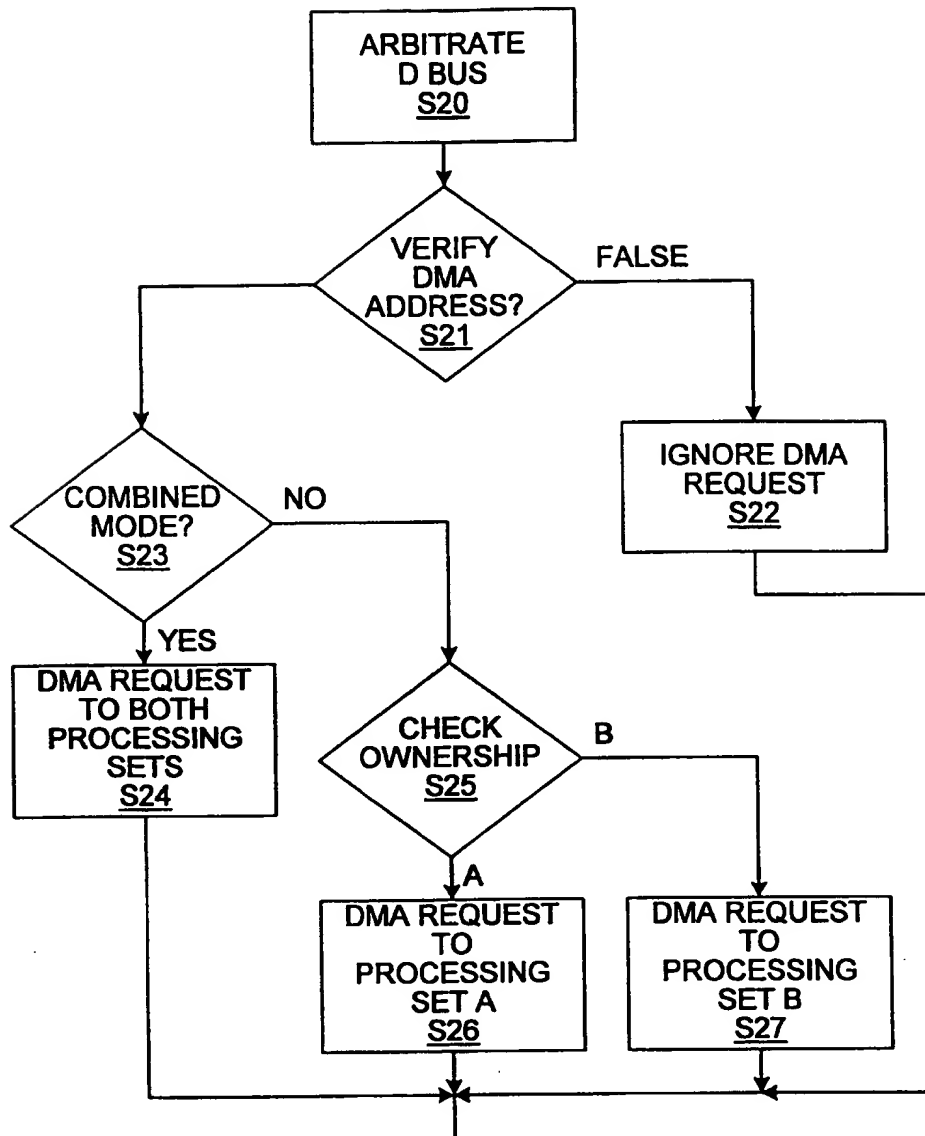 ARBITRATE
D BUS
S20
VERIFY
DMA
ADDRESS?
S21
FALSE
IGNORE DMA
REQUEST
S22
COMBINED
MODE?
S23
NO
YES
DMA REQUEST
TO BOTH
PROCESSING
SETS
S24
CHECK
OWNERSHIP
S25
B
A
DMA REQUEST
TO
PROCESSING
SET A
S26
DMA REQUEST
TO
PROCESSING
SET B
S27